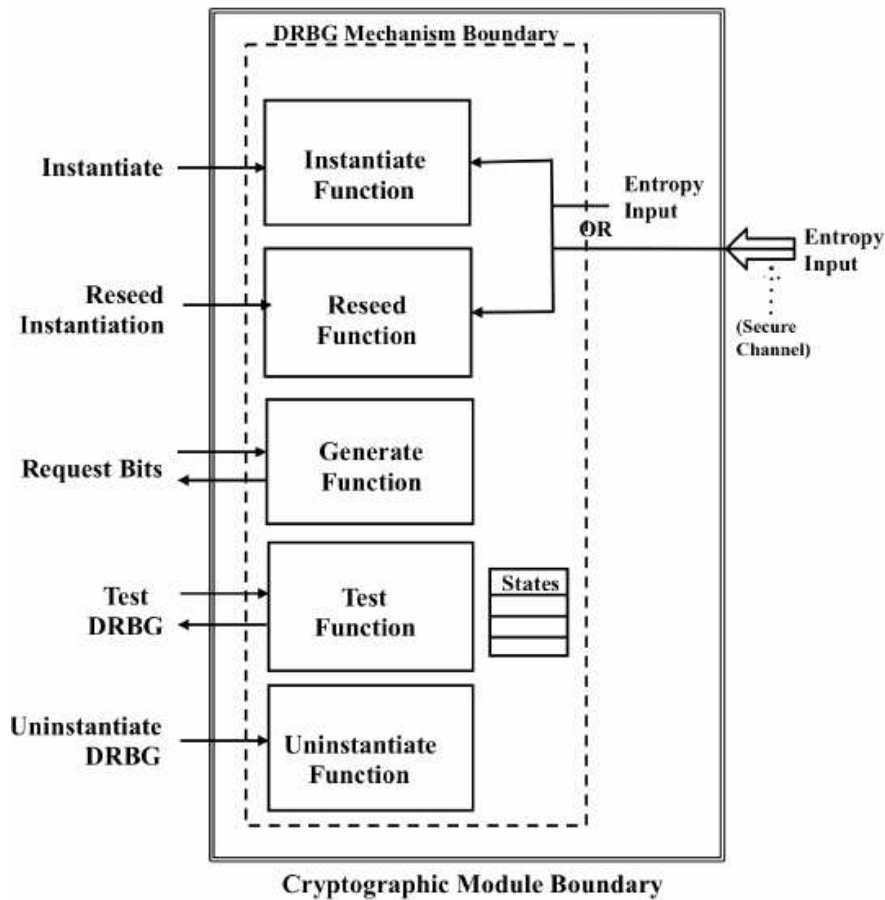 DRBG Mechanism Boundary
Instantiate
Instantiate
Function
Entropy
Input
OR
Entropy
Input
(Secure
Channel)
Reseed
Instantiation
Reseed
Function
Request Bits
Generate
Function
Test
DRBG
Test
Function
States
Uninstantiate
DRBG
Uninstantiate
Function
Cryptographic Module Boundary